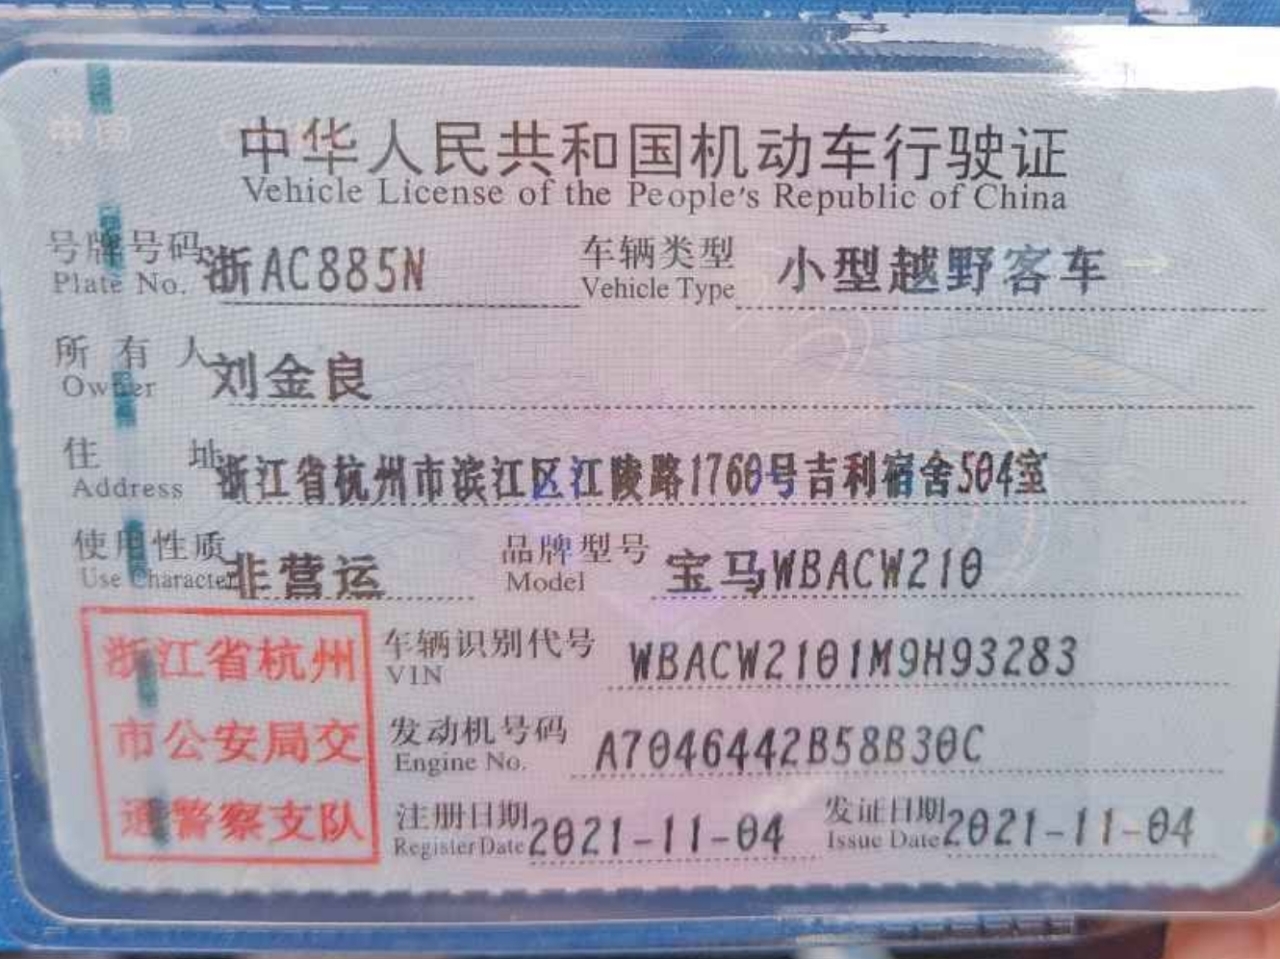 中华人民共和国机动车行驶证
Vehicle License of the People's Republic of China
号牌号码 浙AC885N 车辆类型 小型越野客车
Plate No. Vehicle Type
所有人 刘金良
Owner
住址 浙江省杭州市滨江区江陵路1760号吉利宿舍504室
Address
使用性质 非营运 品牌型号 宝马WBACW210
Use Character Model
浙江省杭州 车辆识别代号 WBACW2101M9H93283
VIN
市公安局交 发动机号码 A7046442B58B30C
Engine No.
通警察支队 注册日期 2021-11-04 发证日期 2021-11-04
Register Date Issue Date